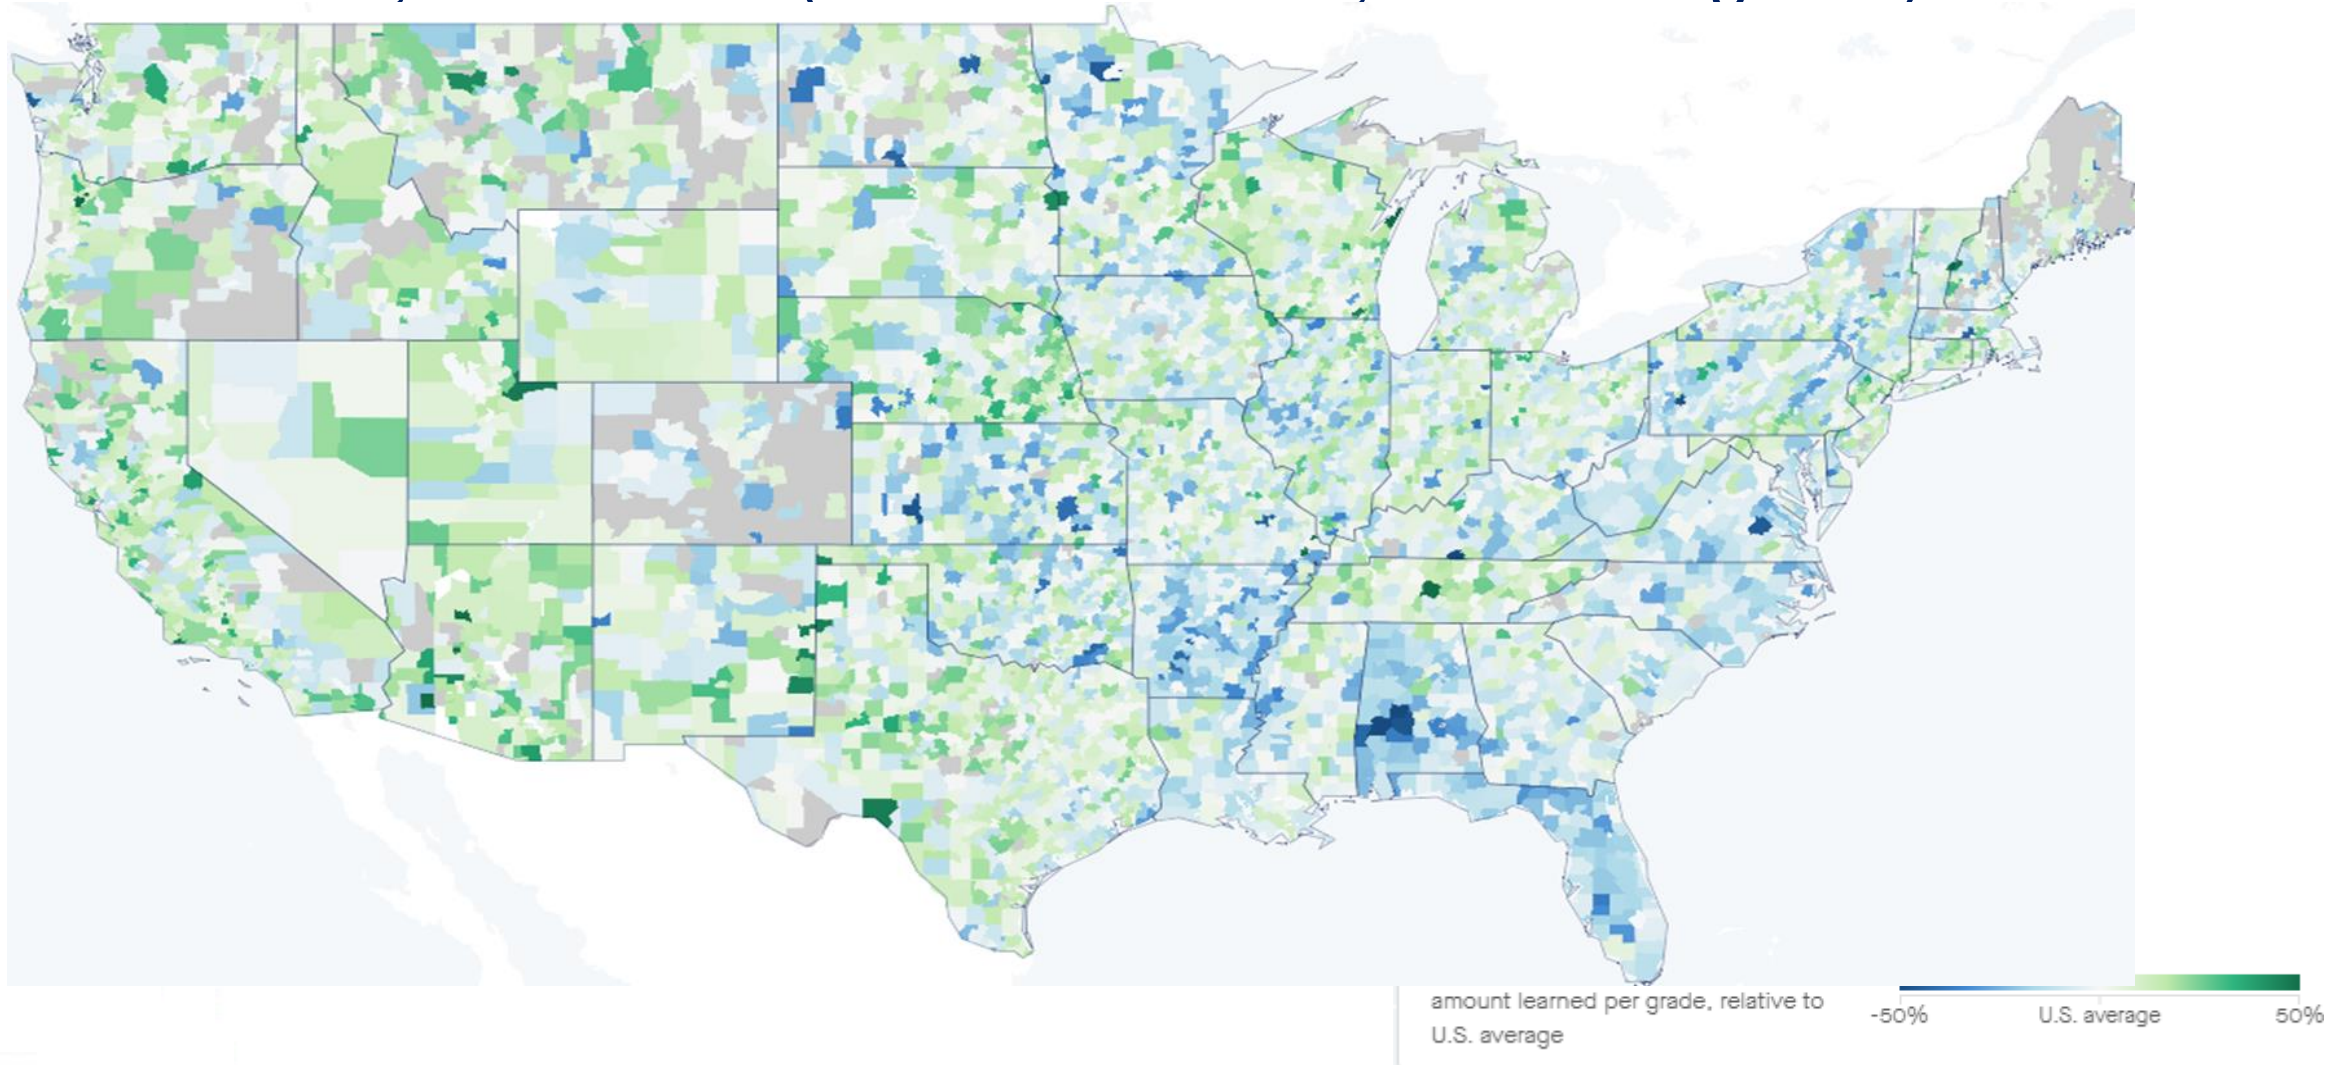 amount learned per grade, relative to
U.S. average
-50% U.S. average 50%